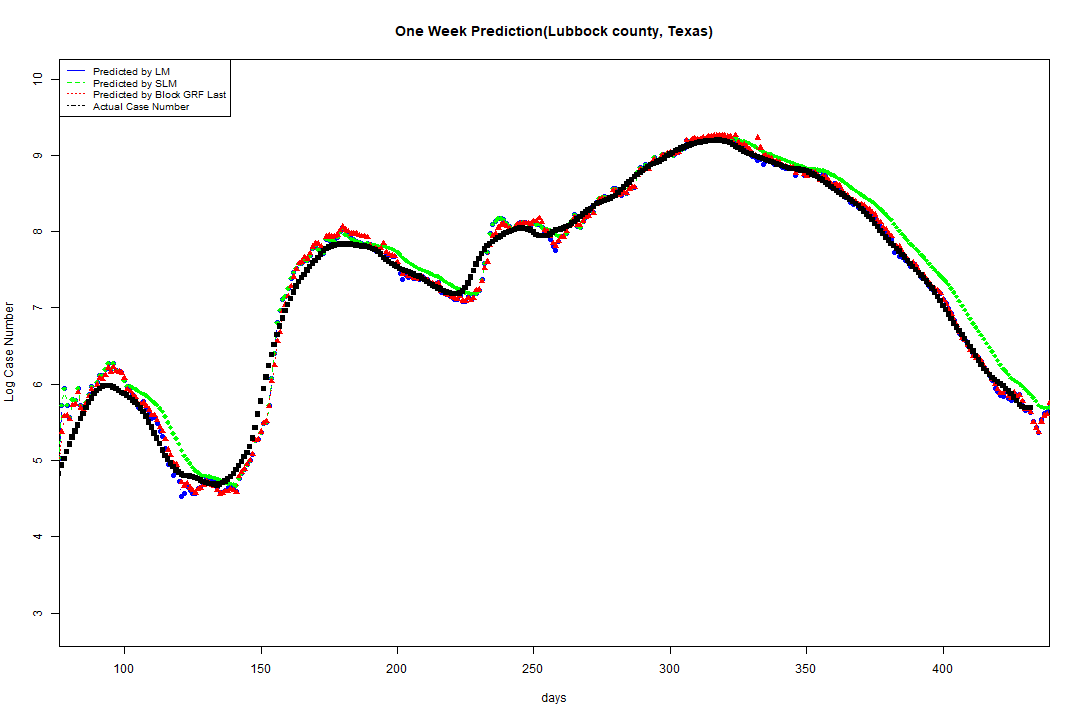 One Week Prediction(Lubbock county, Texas)
Predicted by LM
Predicted by SLM
Predicted by Block GRF Last
Actual Case Number
10
9
8
7
6
5
4
3
Log Case Number
100 150 200 250 300 350 400
days